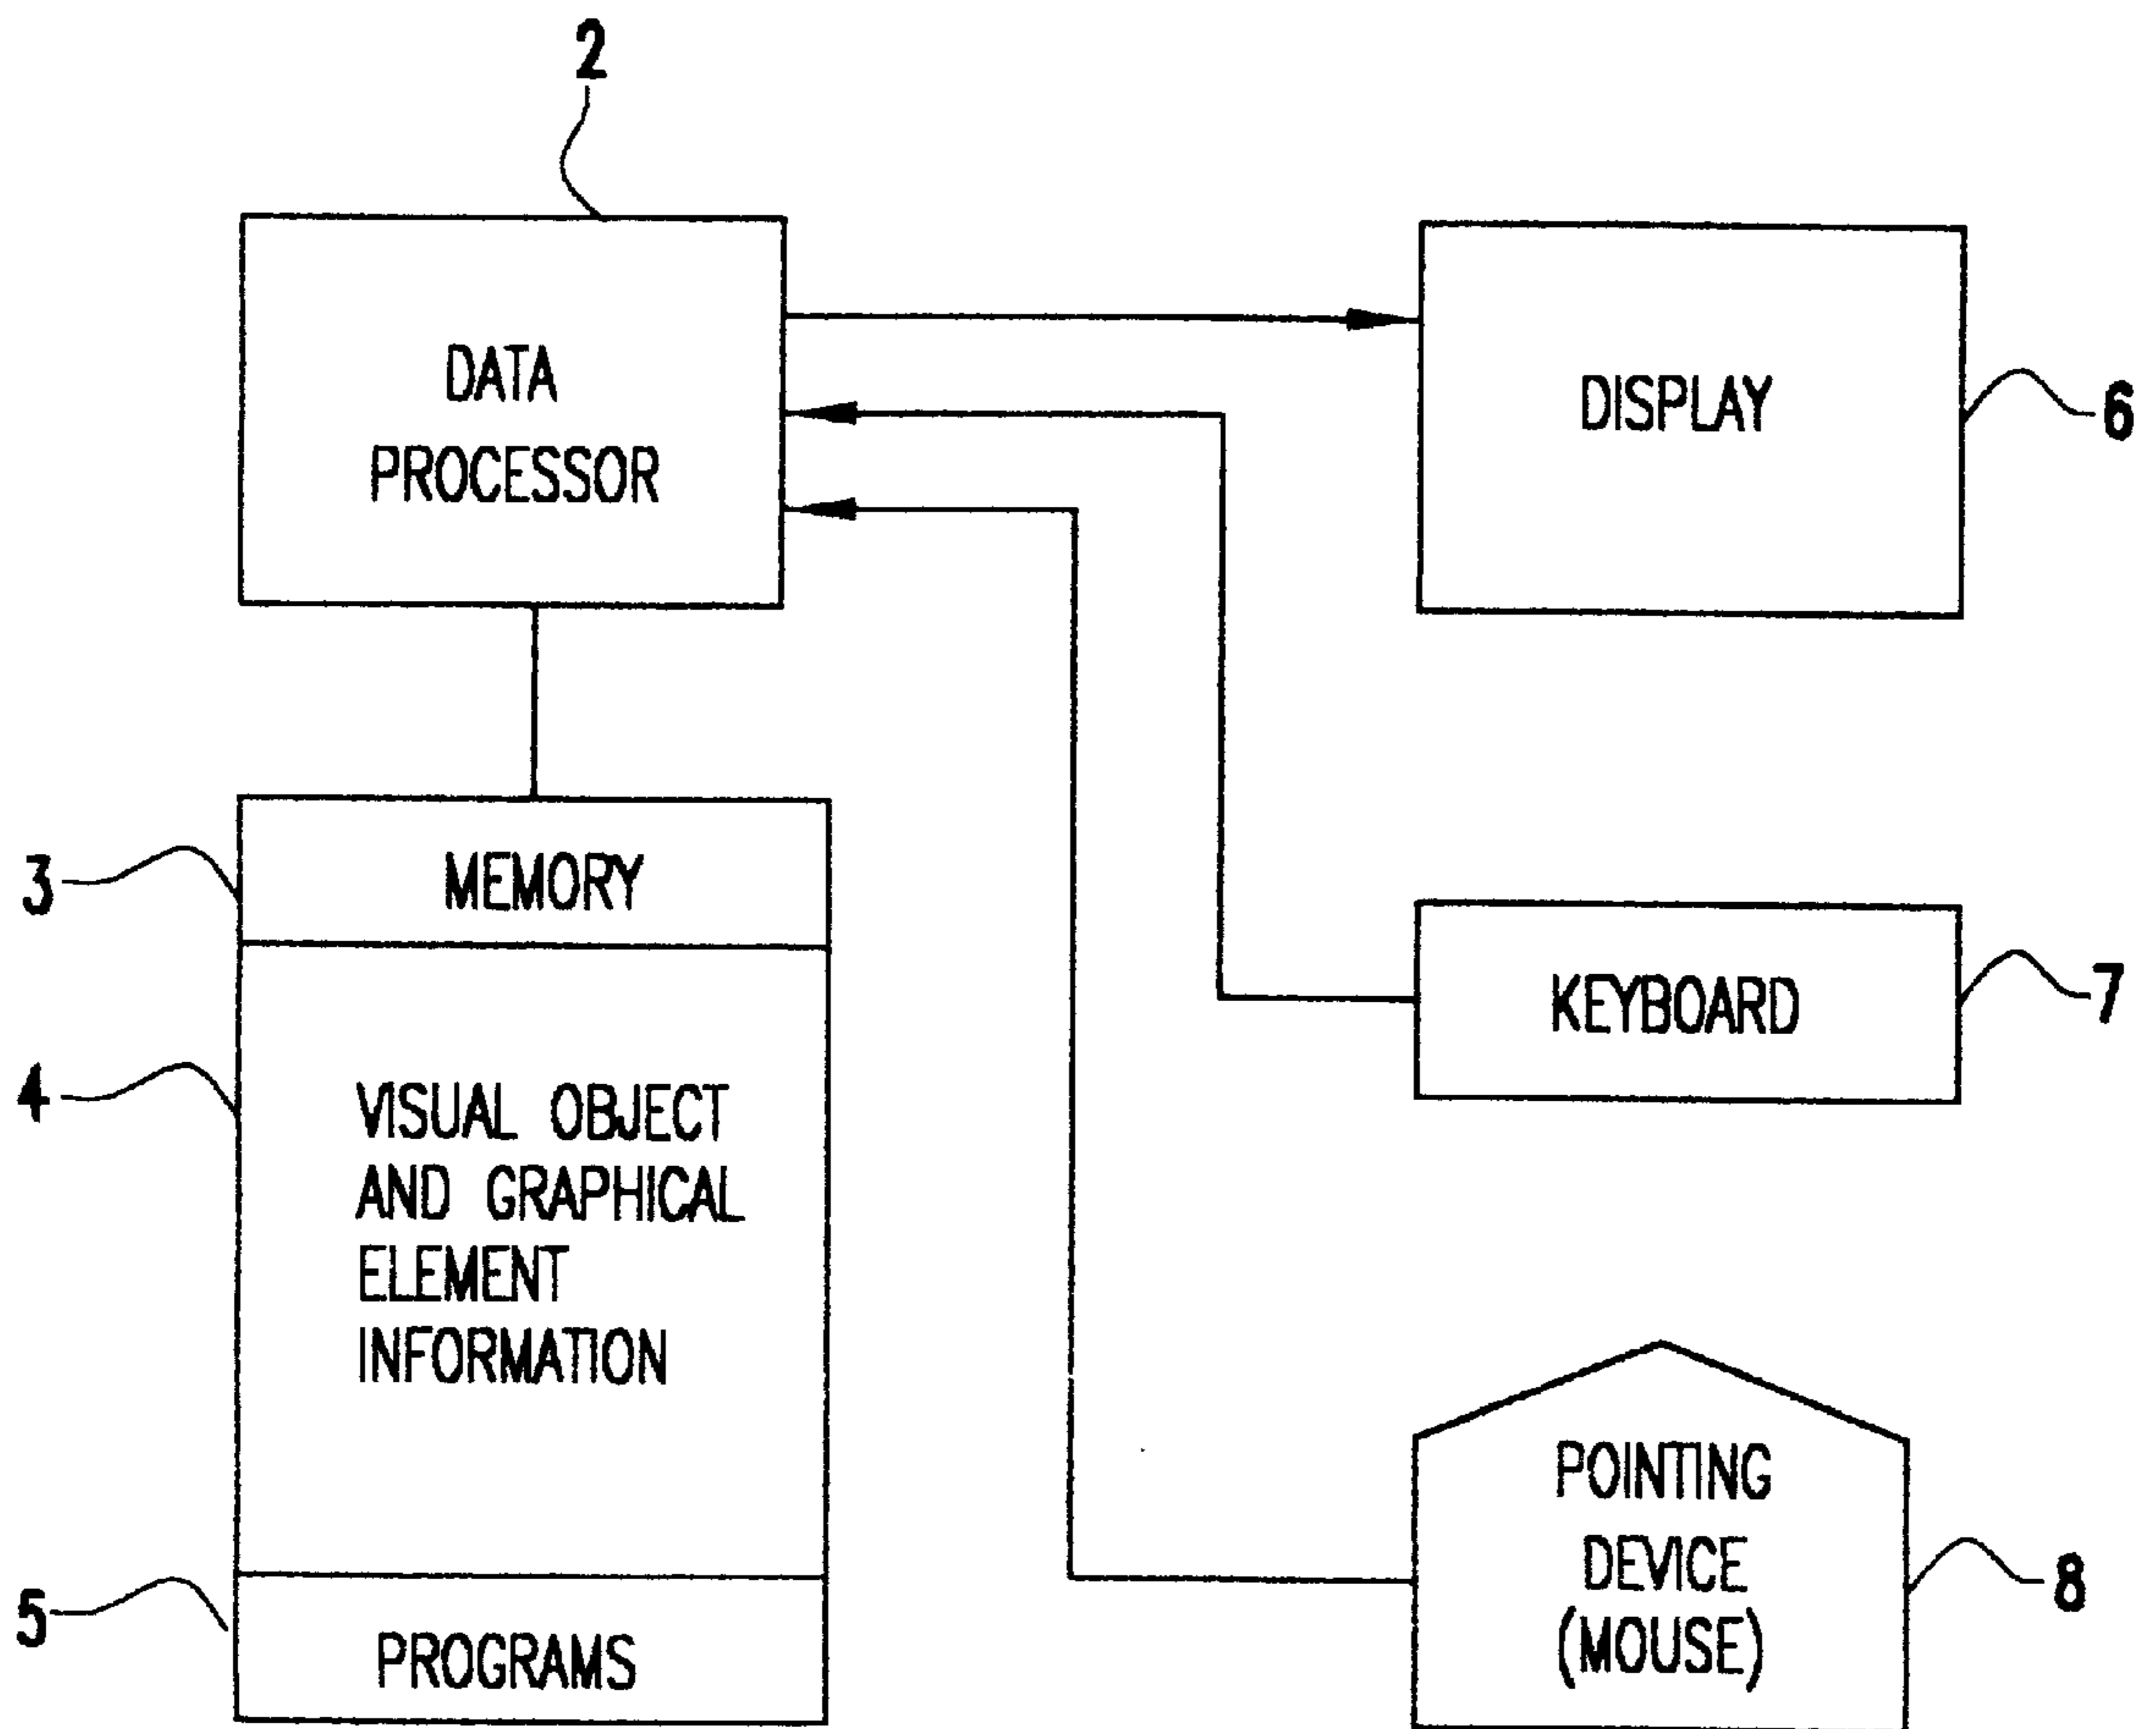 2
DATA
PROCESSOR
DISPLAY
6
3
MEMORY
KEYBOARD
7
4
VISUAL OBJECT
AND GRAPHICAL
ELEMENT
INFORMATION
POINTING
DEVICE
(MOUSE)
8
5
PROGRAMS